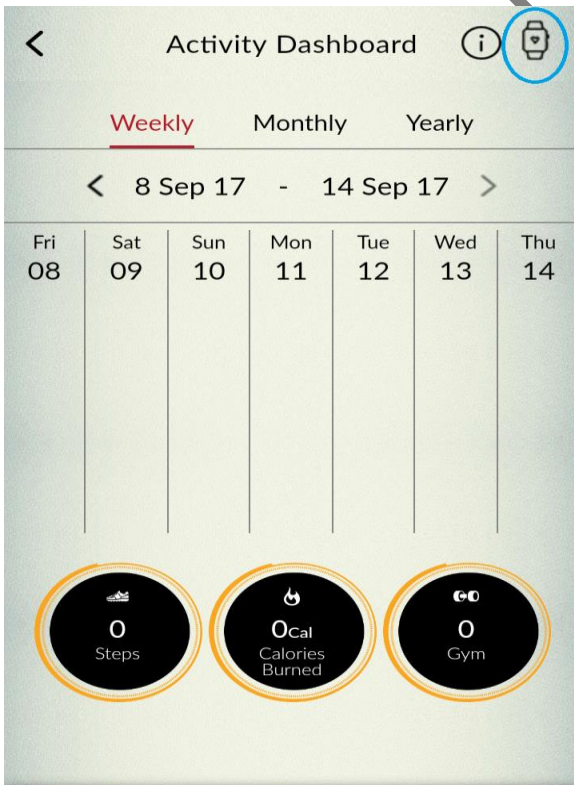 Activity Dashboard
Weekly Monthly Yearly
8 Sep 17 - 14 Sep 17
Fri Sat Sun Mon Tue Wed Thu
08 09 10 11 12 13 14
0 0Cal 0
Steps Calories Burned Gym